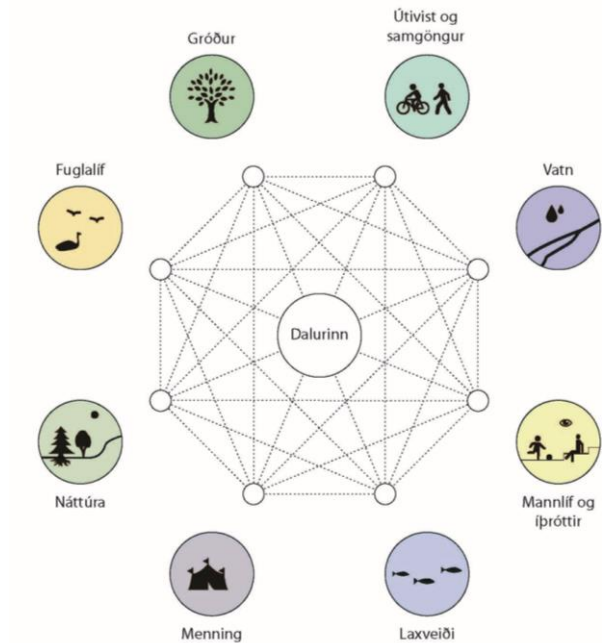 Gróður
Útivist og
samgöngur
Fuglalíf
Vatn
Dalurinn
Náttúra
Mannlíf og
íþróttir
Menning
Laxveiði